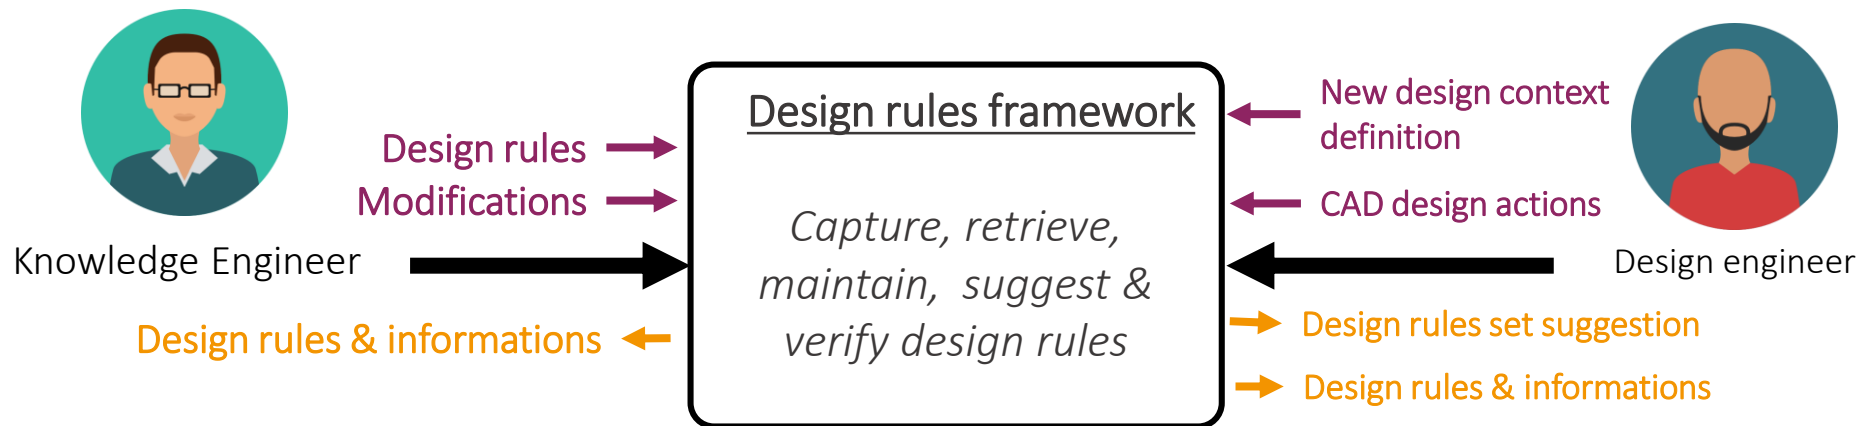 Design rules
Modifications
Knowledge Engineer
Design rules & informations
Design rules framework
Capture, retrieve,
maintain, suggest &
verify design rules
New design context
definition
CAD design actions
Design engineer
Design rules set suggestion
Design rules & informations